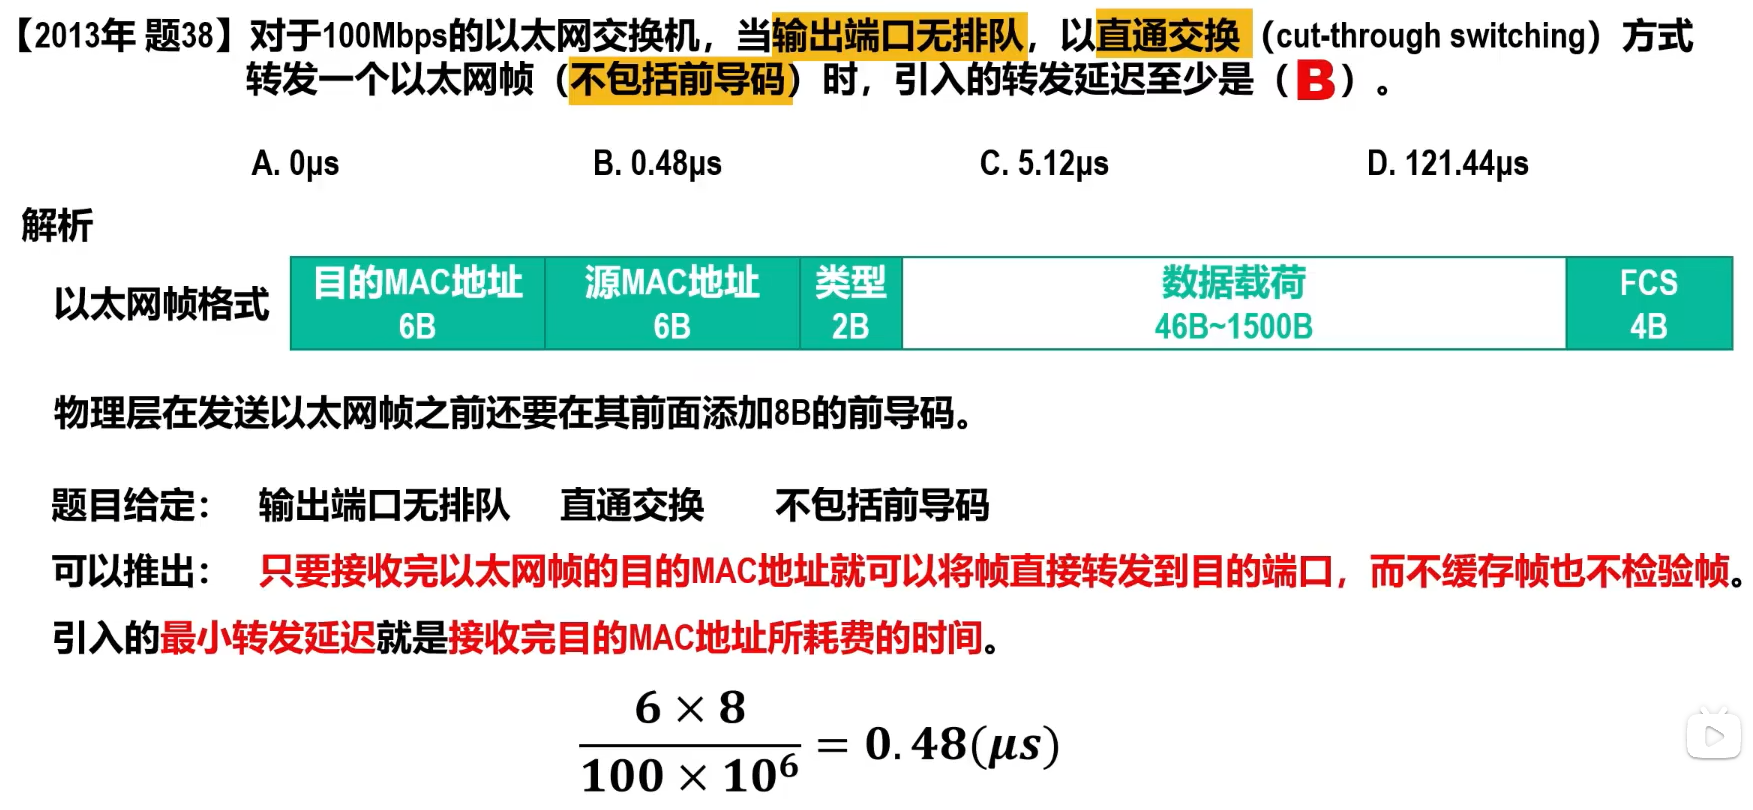 【2013年 题38】对于100Mbps的以太网交换机，当输出端口无排队，以直通交换（cut-through switching）方式
转发一个以太网帧（不包括前导码）时，引入的转发延迟至少是（B）。
A. 0μs B. 0.48μs C. 5.12μs D. 121.44μs
解析
以太网帧格式
目的MAC地址 源MAC地址 类型 数据载荷 FCS
6B 6B 2B 46B~1500B 4B
物理层在发送以太网帧之前还要在其前面添加8B的前导码。
题目给定： 输出端口无排队 直通交换 不包括前导码
可以推出： 只要接收完以太网帧的目的MAC地址就可以将帧直接转发到目的端口，而不缓存帧也不检验帧。
引入的最小转发延迟就是接收完目的MAC地址所耗费的时间。
6 × 8
100 × 10⁶
= 0.48(μs)